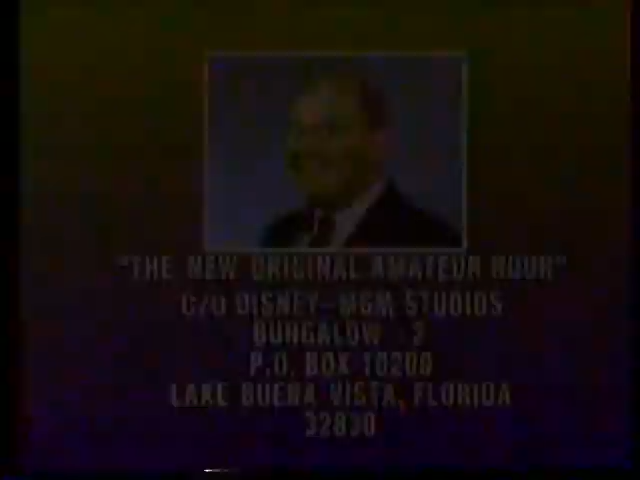 "THE NEW ORIGINAL AMATEUR HOUR"
C/O DISNEY-MGM STUDIOS
BUNGALOW - 2
P.O. BOX 10200
LAKE BUENA VISTA, FLORIDA
32830